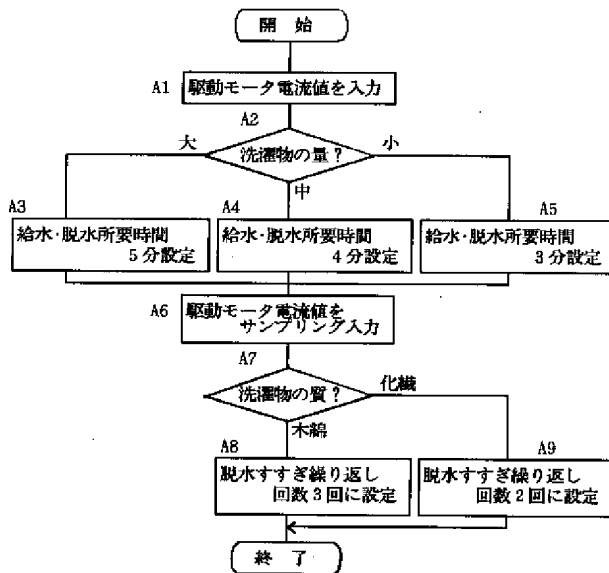 開始
A1
駆動モータ電流値を入力
A2
大
洗濯物の量?
小
中
A3
給水・脱水所要時間
5分設定
A4
給水・脱水所要時間
4分設定
A5
給水・脱水所要時間
3分設定
A6
駆動モータ電流値を
サンプリング入力
A7
洗濯物の質?
化繊
木綿
A8
脱水すすぎ繰り返し
回数3回に設定
A9
脱水すすぎ繰り返し
回数2回に設定
終了